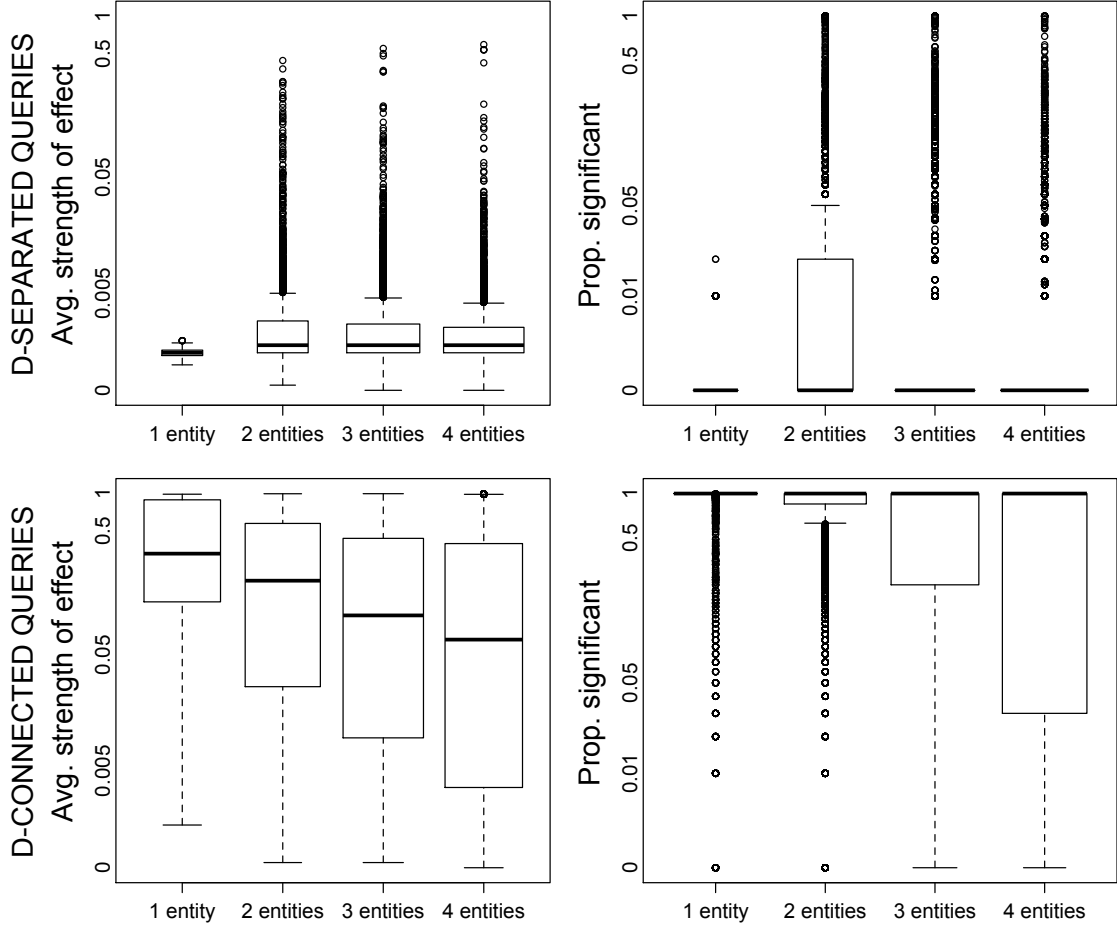 D-SEPARATED QUERIES
Avg. strength of effect
1
0.5
0.05
0.005
0
1 entity 2 entities 3 entities 4 entities
Prop. significant
1
0.5
0.05
0.01
0
1 entity 2 entities 3 entities 4 entities
D-CONNECTED QUERIES
Avg. strength of effect
1
0.5
0.05
0.005
0
1 entity 2 entities 3 entities 4 entities
Prop. significant
1
0.5
0.05
0.01
0
1 entity 2 entities 3 entities 4 entities